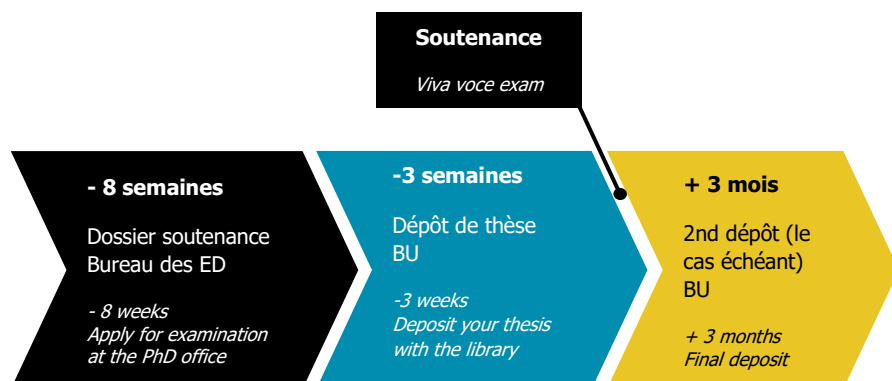 Soutenance
Viva voce exam
- 8 semaines
Dossier soutenance
Bureau des ED
- 8 weeks
Apply for examination
at the PhD office
-3 semaines
Dépôt de thèse
BU
-3 weeks
Deposit your thesis
with the library
+ 3 mois
2nd dépôt (le
cas échéant)
BU
+ 3 months
Final deposit